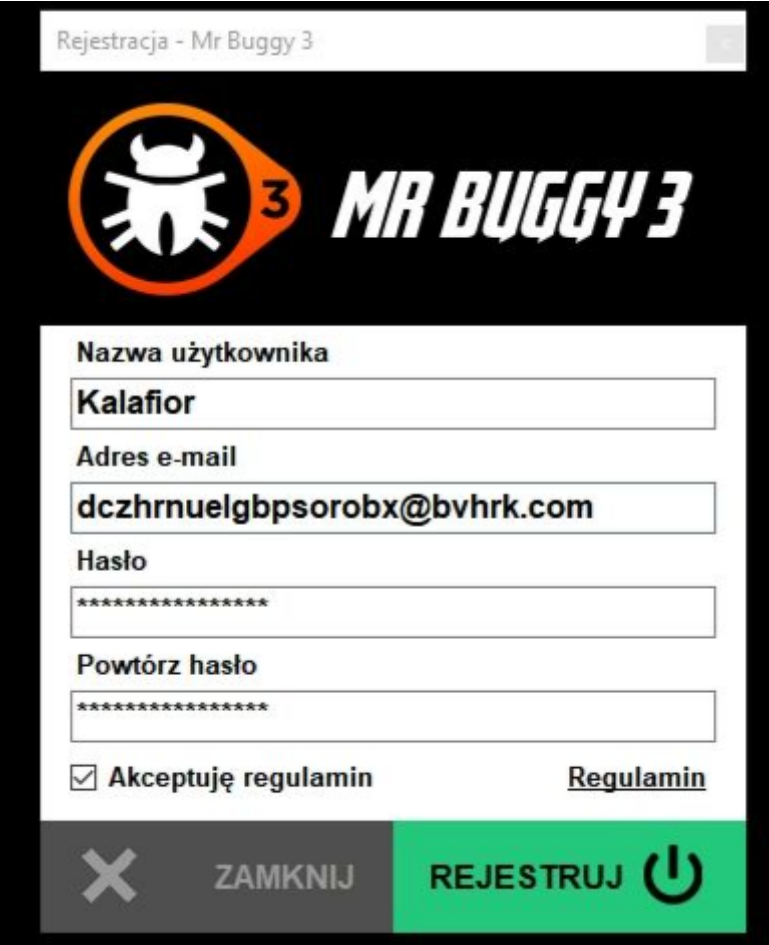 Rejestracja - Mr Buggy 3
3
MR BUGGY 3
Nazwa użytkownika
Kalafior
Adres e-mail
dczhrnuelgbpsorobx@bvhrk.com
Hasło
****************
Powtórz hasło
****************
Akceptuję regulamin Regulamin
ZAMKNIJ REJESTRUJ